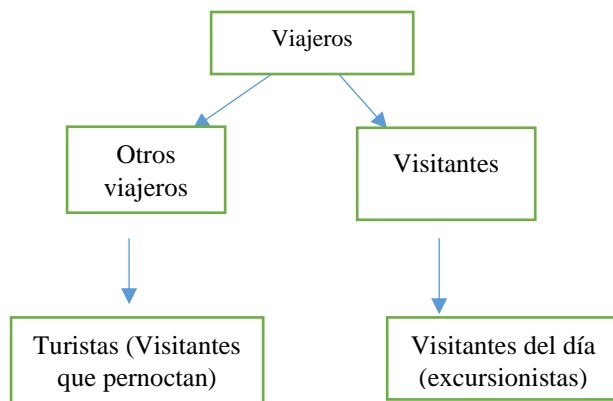 Viajeros
Otros
viajeros
Visitantes
Turistas (Visitantes
que pernoctan)
Visitantes del día
(excursionistas)